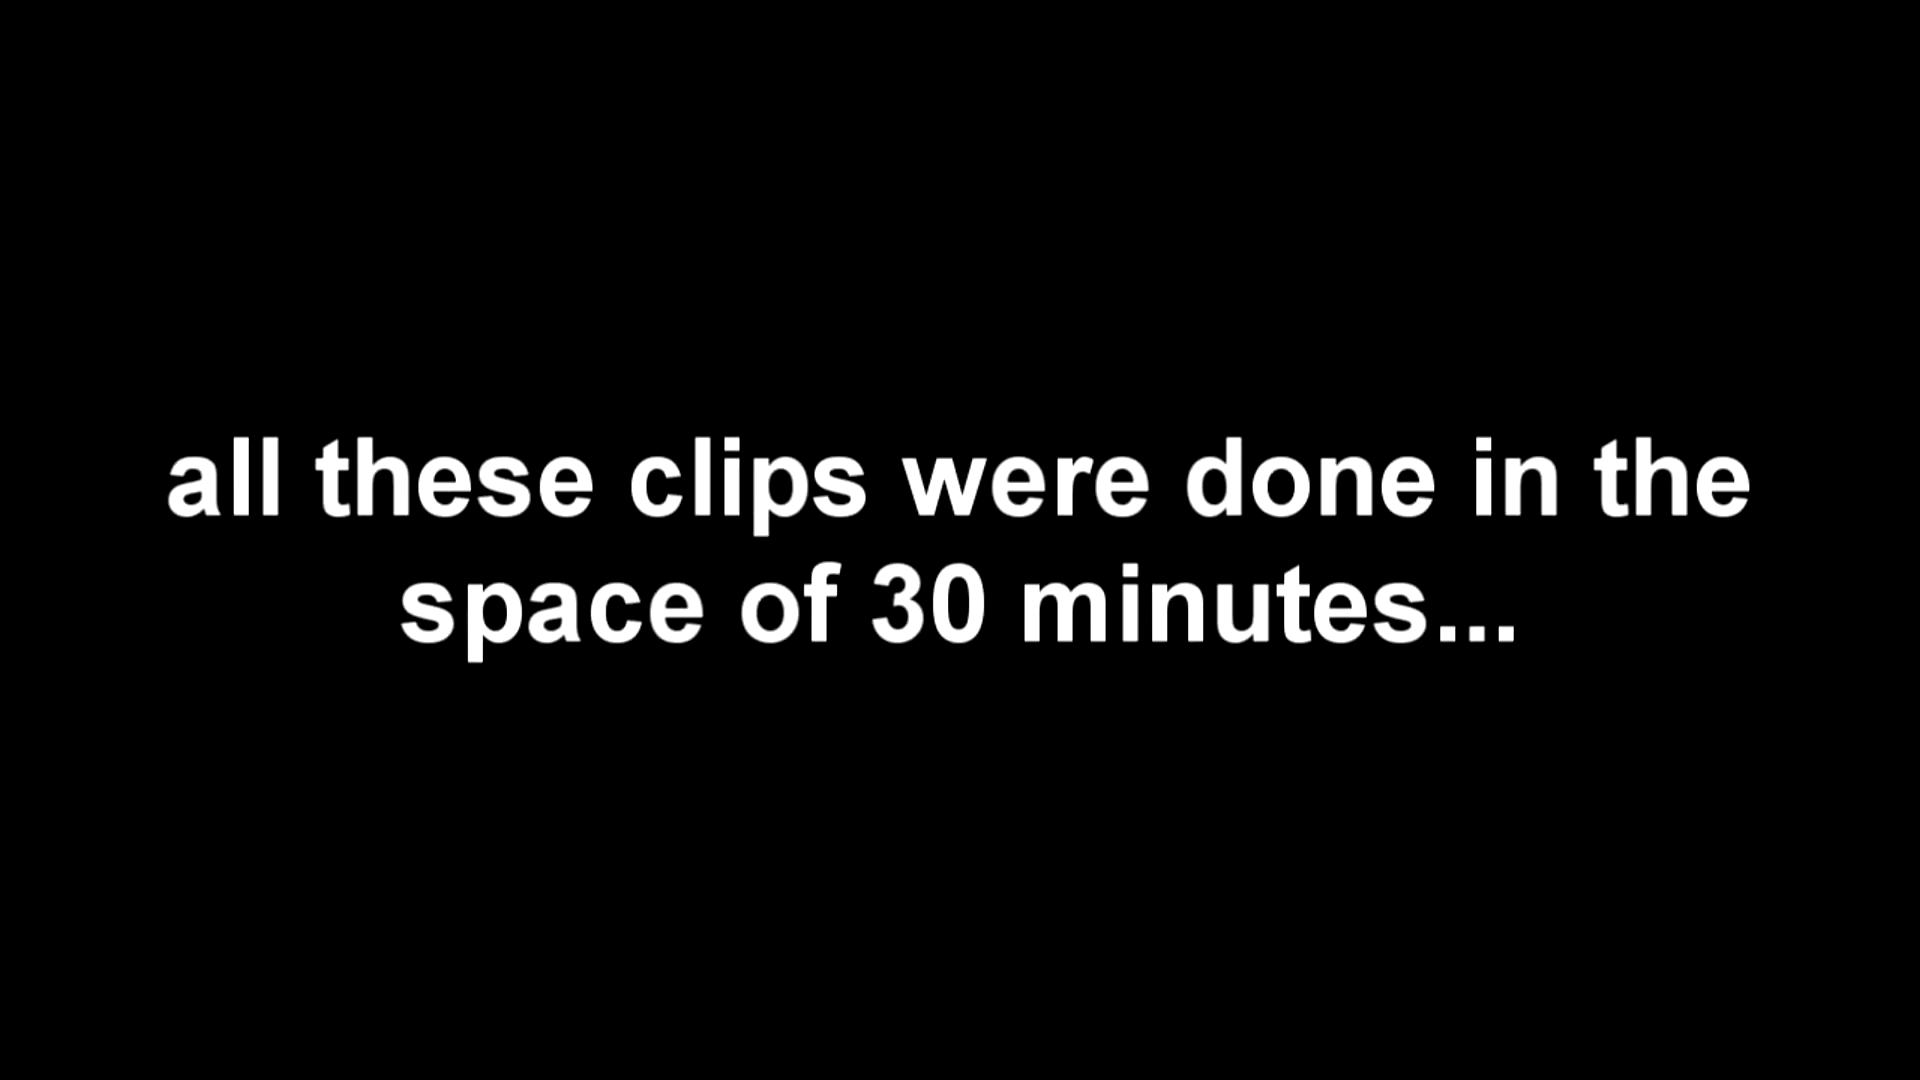 all these clips were done in the
space of 30 minutes...